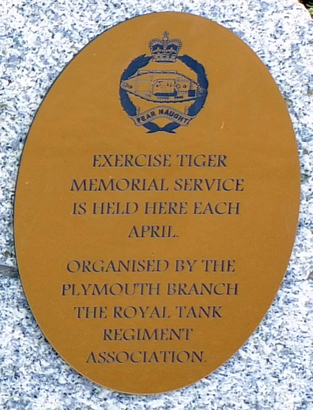 FEAR NAUGHT
EXERCISE TIGER
MEMORIAL SERVICE
IS HELD HERE EACH
APRIL.
ORGANISED BY THE
PLYMOUTH BRANCH
THE ROYAL TANK
REGIMENT
ASSOCIATION.